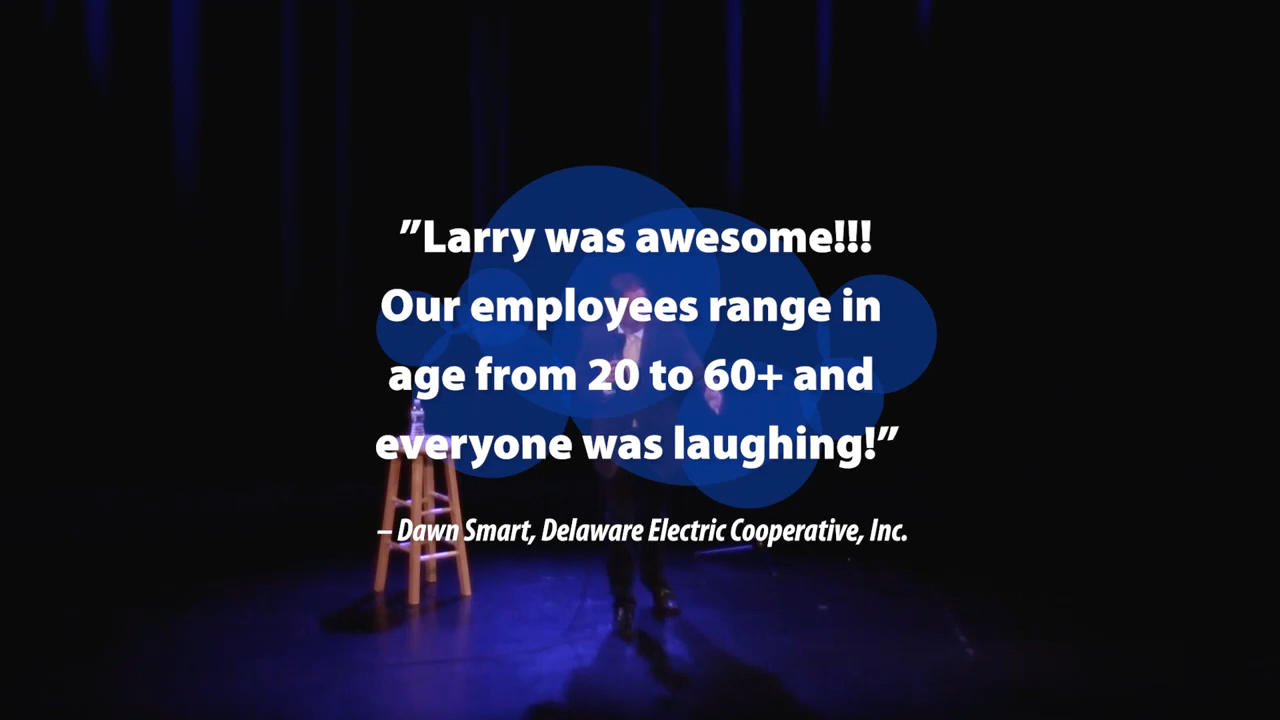 ”Larry was awesome!!!
Our employees range in
age from 20 to 60+ and
everyone was laughing!”
– Dawn Smart, Delaware Electric Cooperative, Inc.